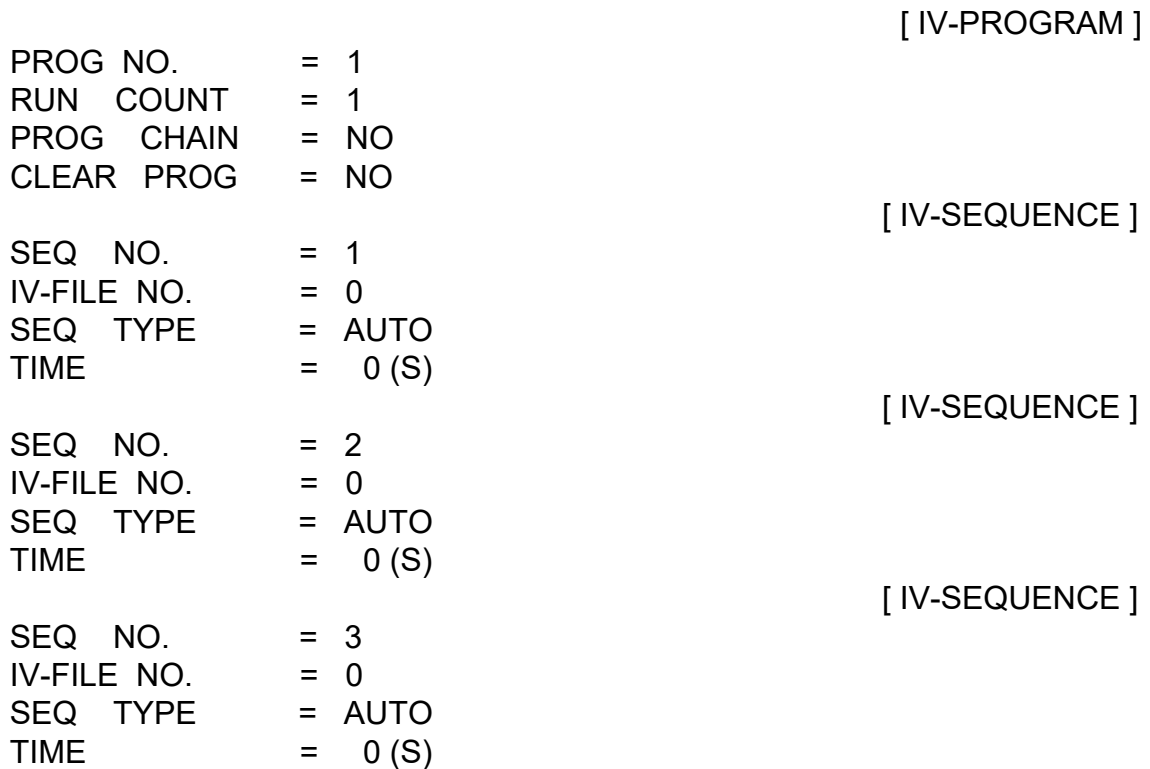 [ IV-PROGRAM ]
PROG NO. = 1
RUN COUNT = 1
PROG CHAIN = NO
CLEAR PROG = NO
[ IV-SEQUENCE ]
SEQ NO. = 1
IV-FILE NO. = 0
SEQ TYPE = AUTO
TIME = 0 (S)
[ IV-SEQUENCE ]
SEQ NO. = 2
IV-FILE NO. = 0
SEQ TYPE = AUTO
TIME = 0 (S)
[ IV-SEQUENCE ]
SEQ NO. = 3
IV-FILE NO. = 0
SEQ TYPE = AUTO
TIME = 0 (S)